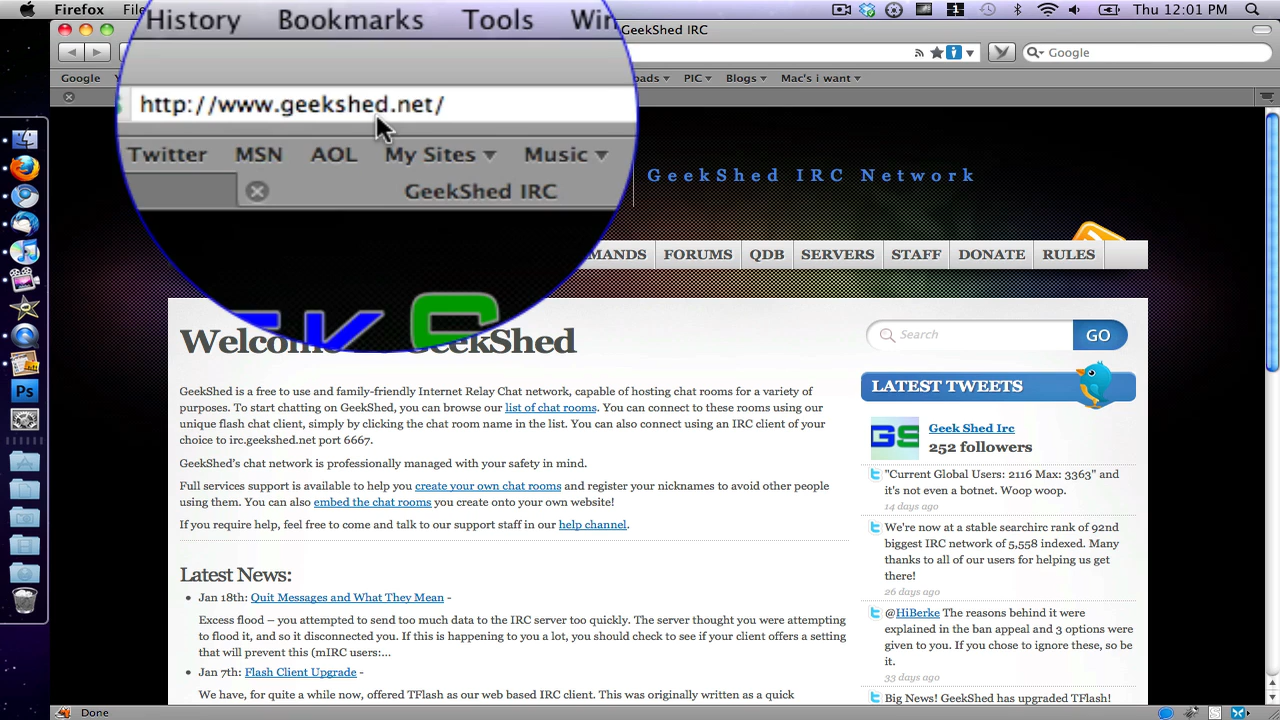 Firefox
Thu 12:01 PM
History Bookmarks Tools
GeekShed IRC
http://www.geekshed.net/
Google
Google
PIC Blogs Mac's i want
Twitter MSN AOL My Sites Music
GeekShed IRC
GeekShed IRC Network
FORUMS QDB SERVERS STAFF DONATE RULES
GeekShed
Search GO
GeekShed is a free to use and family-friendly Internet Relay Chat network, capable of hosting chat rooms for a variety of
purposes. To start chatting on GeekShed, you can browse our list of chat rooms. You can connect to these rooms using our
unique flash chat client, simply by clicking the chat room name in the list. You can also connect using an IRC client of your
choice to irc.geekshed.net port 6667.
GeekShed's chat network is professionally managed with your safety in mind.
Full services support is available to help you create your own chat rooms and register your nicknames to avoid other people
using them. You can also embed the chat rooms you create onto your own website!
If you require help, feel free to come and talk to our support staff in our help channel.
Latest News:
Jan 18th: Quit Messages and What They Mean -
Excess flood – you attempted to send too much data to the IRC server too quickly. The server thought you were attempting
to flood it, and so it disconnected you. If this is happening to you a lot, you should check to see if your client offers a setting
that will prevent this (mIRC users:...
Jan 7th: Flash Client Upgrade -
We have, for quite a while now, offered TFlash as our web based IRC client. This was originally written as a quick
LATEST TWEETS
GS
Geek Shed Irc
252 followers
"Current Global Users: 2116 Max: 3363" and
it's not even a botnet. Woop woop.
14 days ago
We're now at a stable searchirc rank of 92nd
biggest IRC network of 5,558 indexed. Many
thanks to all of our users for helping us get
there!
26 days ago
@HiBerke The reasons behind it were
explained in the ban appeal and 3 options were
given to you. If you chose to ignore these, so be
it.
33 days ago
Big News! GeekShed has upgraded TFlash!
Ps
Done